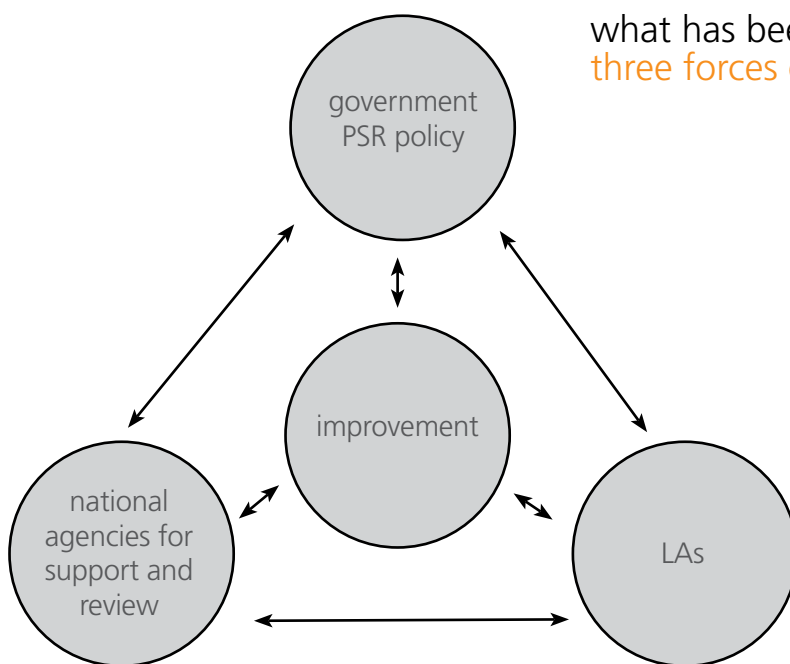 what has bee
three forces
government
PSR policy
improvement
national
agencies for
support and
review
LAs